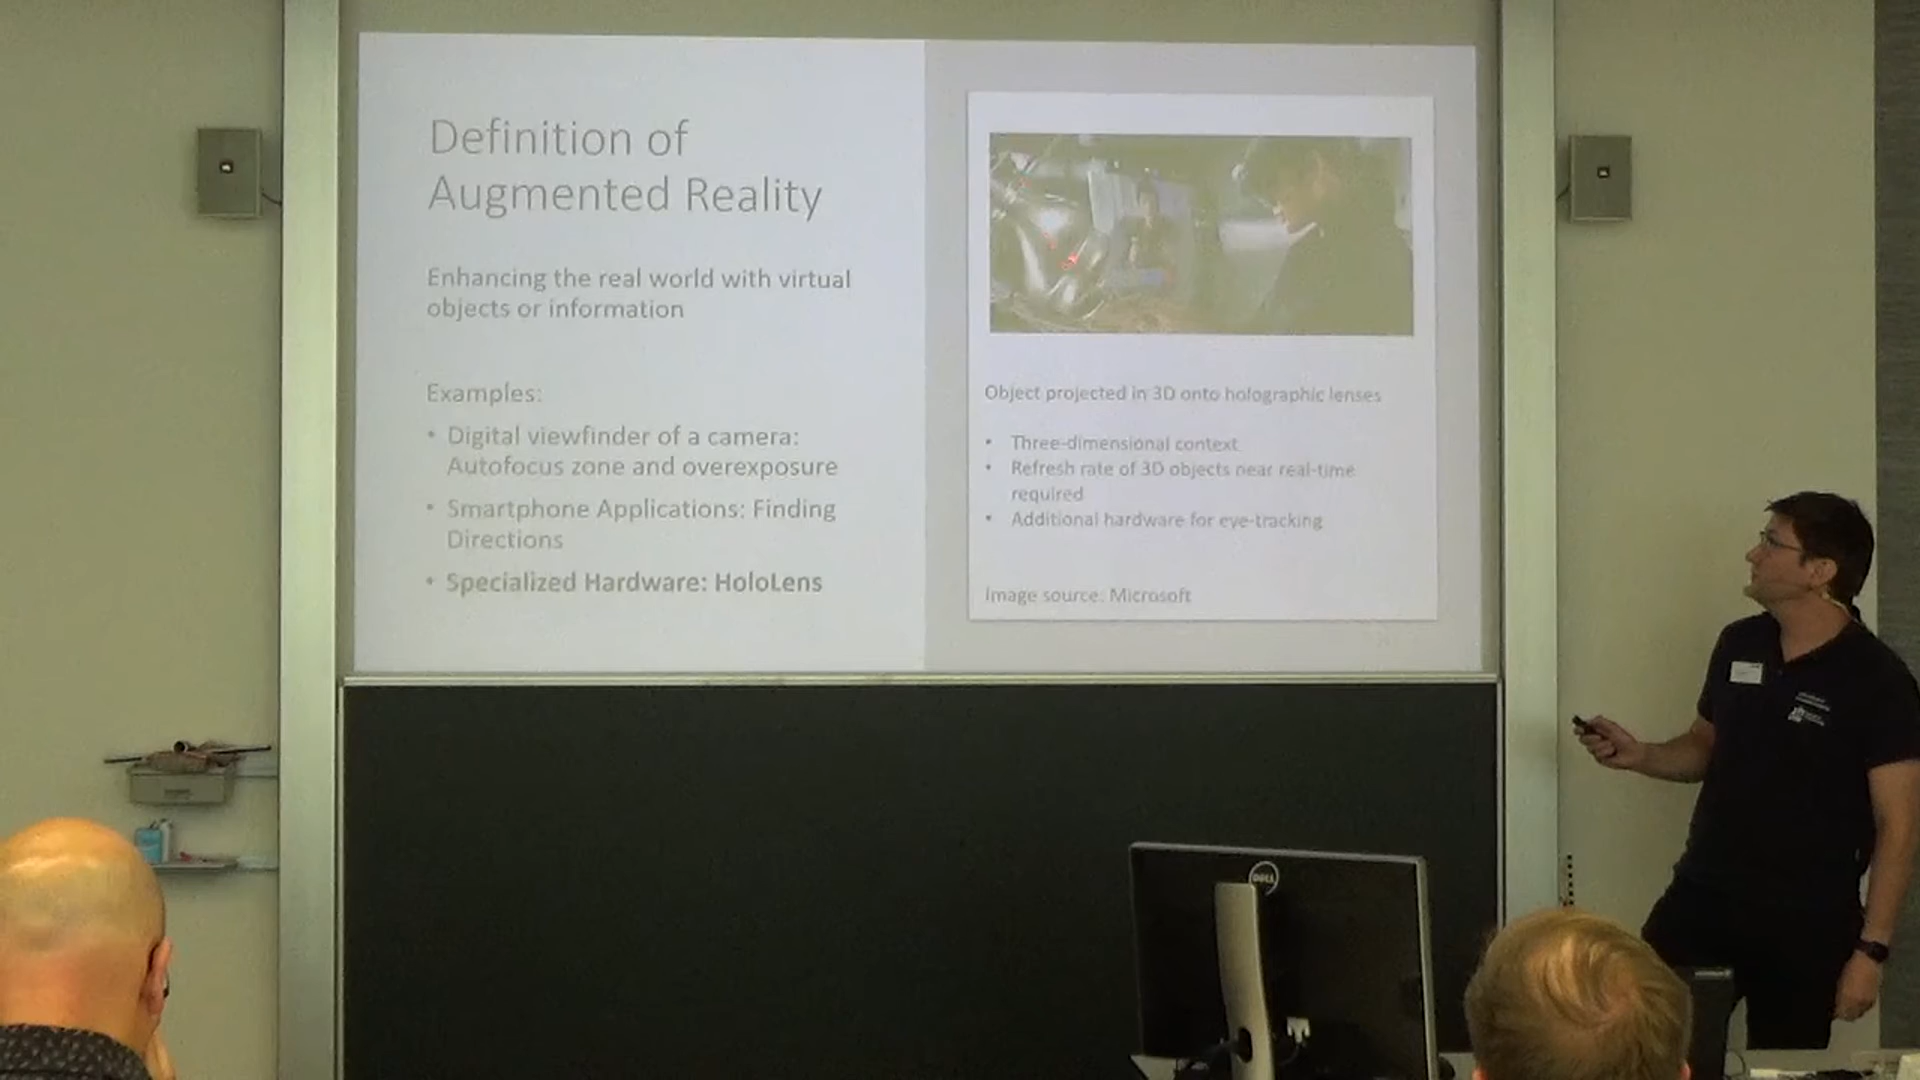 Definition of
Augmented Reality
Enhancing the real world with virtual
objects or information
Examples:
• Digital viewfinder of a camera:
Autofocus zone and overexposure
• Smartphone Applications: Finding
Directions
• Specialized Hardware: HoloLens
Object projected in 3D onto holographic lenses
• Three-dimensional context
• Refresh rate of 3D objects near real-time
required
• Additional hardware for eye-tracking
Image source: Microsoft
DELL